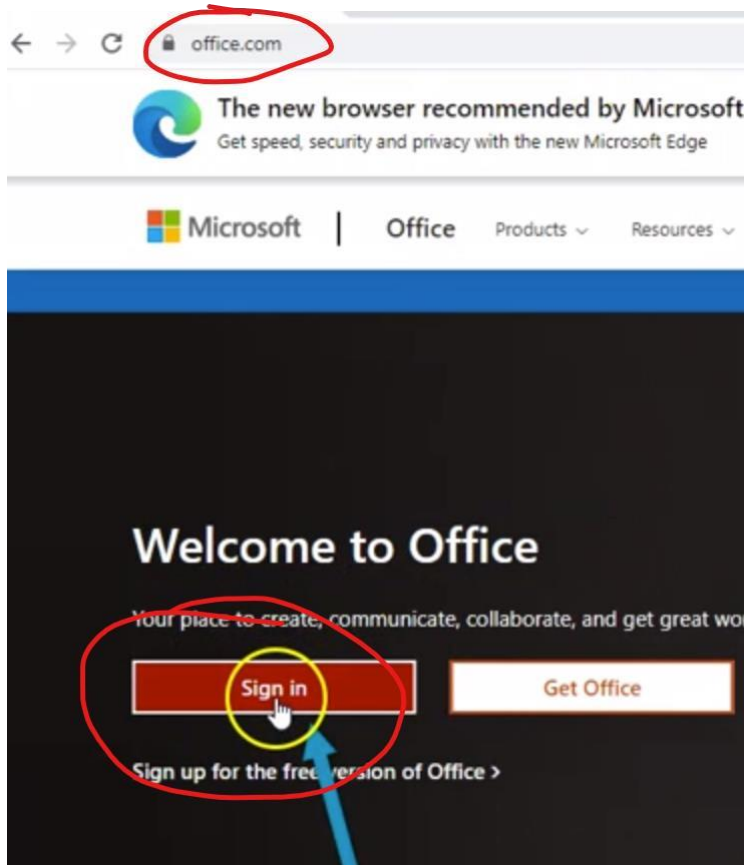 office.com
The new browser recommended by Microsoft
Get speed, security and privacy with the new Microsoft Edge
Microsoft | Office Products Resources
Welcome to Office
Your place to create, communicate, collaborate, and get great wor
Sign in Get Office
Sign up for the free version of Office >